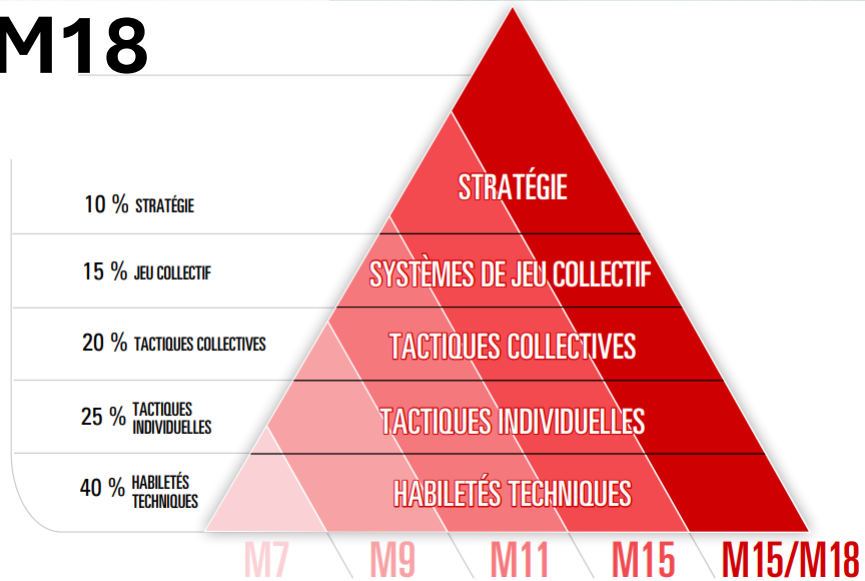 M18
STRATÉGIE
10 % STRATÉGIE
15 % JEU COLLECTIF
SYSTÈMES DE JEU COLLECTIF
20 % TACTIQUES COLLECTIVES
TACTIQUES COLLECTIVES
25 % TACTIQUES
INDIVIDUELLES
TACTIQUES INDIVIDUELLES
40 % HABILETÉS
TECHNIQUES
HABILETÉS TECHNIQUES
M7 M9 M11 M15 M15/M18